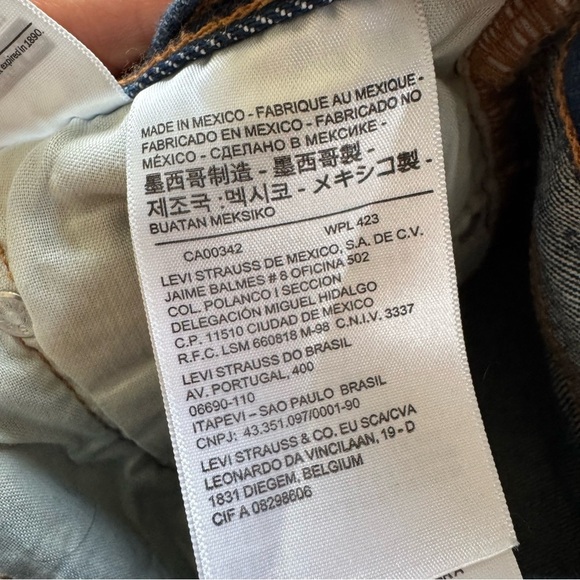 expired in 1890.
MADE IN MEXICO - FABRIQUE AU MEXIQUE -
FABRICADO EN MEXICO - FABRICADO NO
MÉXICO - СДЕЛАНО В МЕКСИКЕ -
墨西哥制造 - 墨西哥製 -
제조국 :멕시코 - メキシコ製 -
BUATAN MEKSIKO
CA00342 WPL 423
LEVI STRAUSS DE MEXICO, S.A. DE C.V.
JAIME BALMES # 8 OFICINA 502
COL. POLANCO I SECCION
DELEGACIÓN MIGUEL HIDALGO
C.P. 11510 CIUDAD DE MEXICO
R.F.C. LSM 660818 M-98 C.N.I.V. 3337
LEVI STRAUSS DO BRASIL
AV. PORTUGAL, 400
06690-110
ITAPEVI – SAO PAULO BRASIL
CNPJ: 43.351.097/0001-90
LEVI STRAUSS & CO. EU SCA/CVA
LEONARDO DA VINCILAAN, 19 - D
1831 DIEGEM, BELGIUM
CIF A 08298606